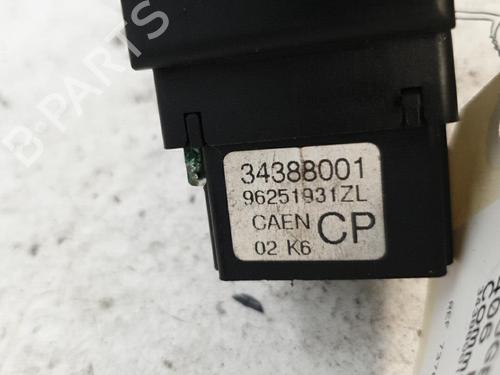 B-PARTS
34388001
96251931ZL
CAEN CP
02 K6